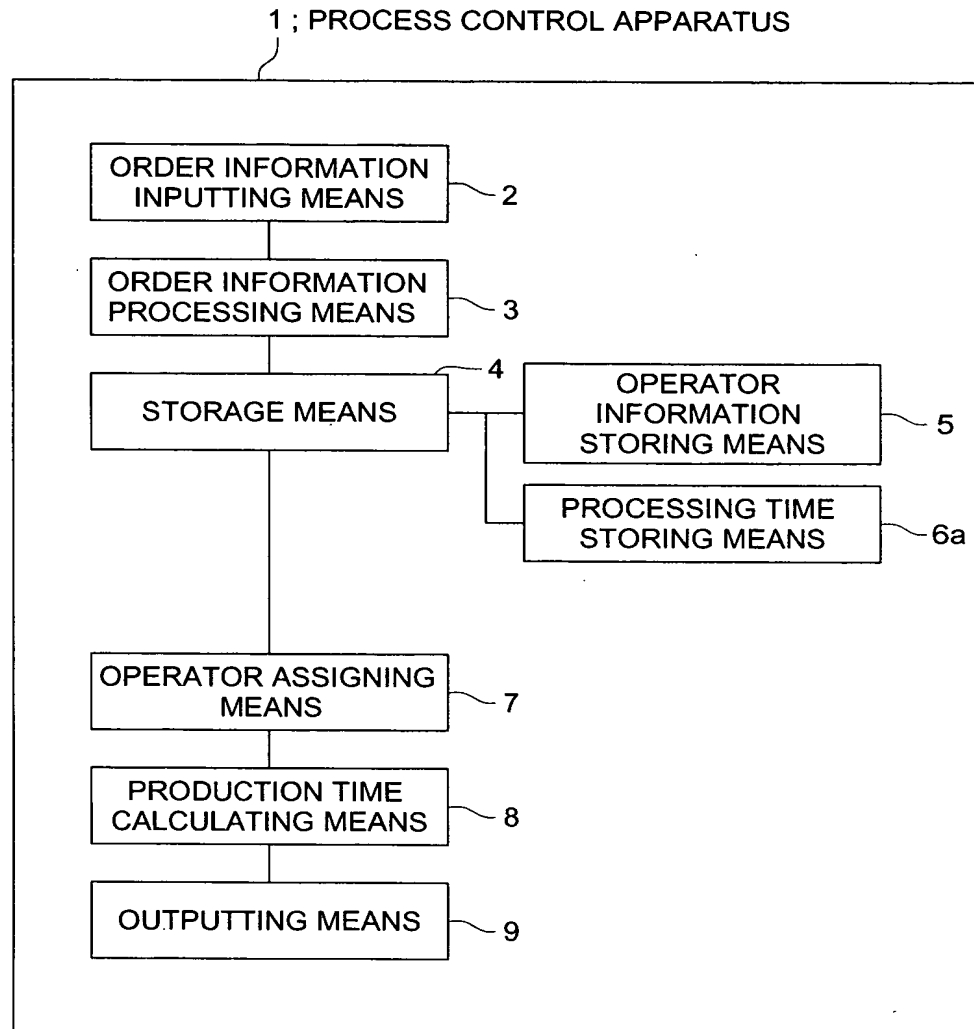 1 ; PROCESS CONTROL APPARATUS
ORDER INFORMATION
INPUTTING MEANS
2
ORDER INFORMATION
PROCESSING MEANS
3
4
STORAGE MEANS
OPERATOR
INFORMATION
STORING MEANS
5
PROCESSING TIME
STORING MEANS
6a
OPERATOR ASSIGNING
MEANS
7
PRODUCTION TIME
CALCULATING MEANS
8
OUTPUTTING MEANS
9